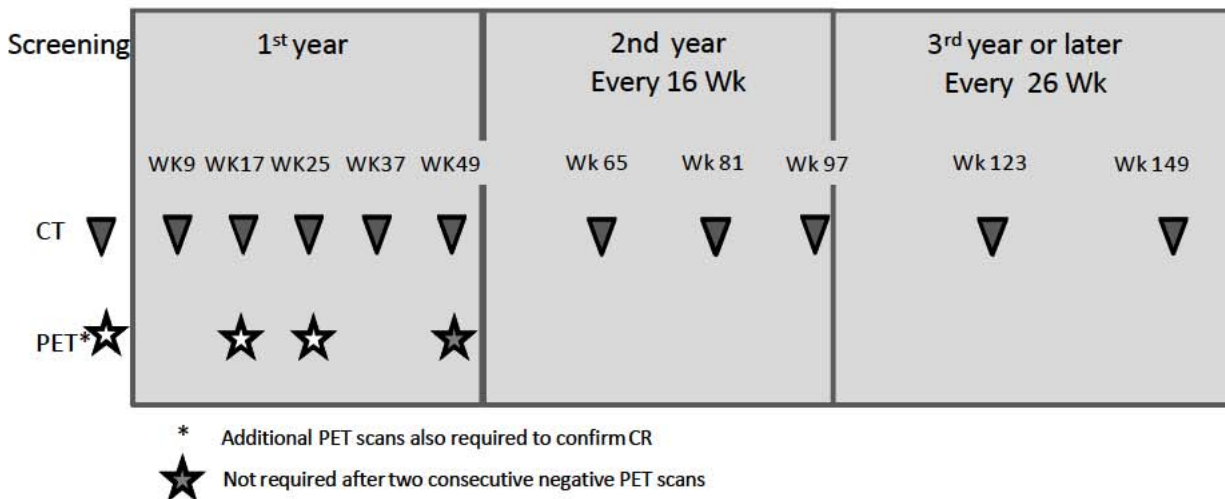 Screening
1st year
2nd year
Every 16 Wk
3rd year or later
Every 26 Wk
WK9 WK17 WK25 WK37 WK49 Wk 65 Wk 81 Wk 97 Wk 123 Wk 149
CT
PET*
* Additional PET scans also required to confirm CR
Not required after two consecutive negative PET scans